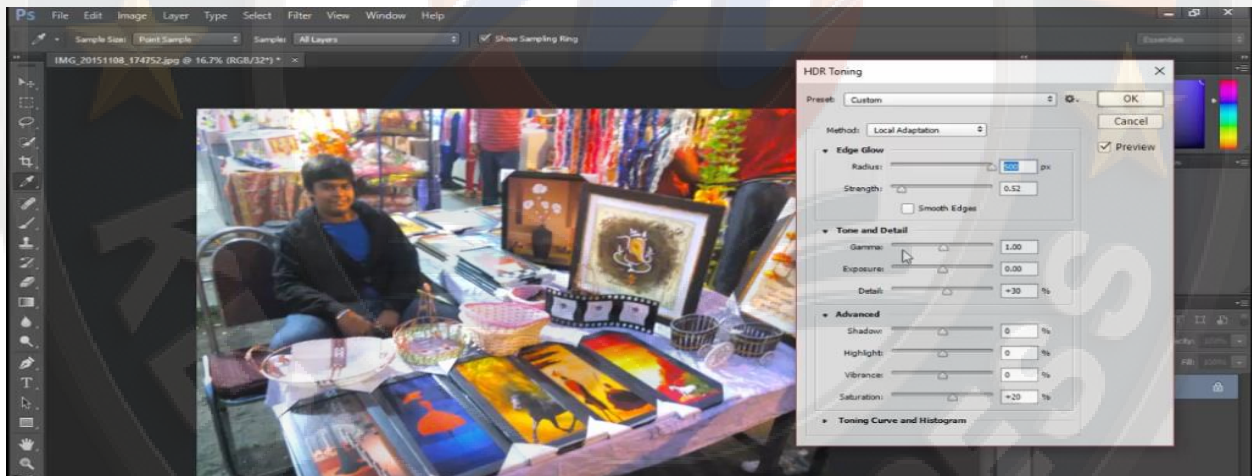 Ps File Edit Image Layer Type Select Filter View Window Help
Sample Size: Point Sample Sample: All Layers Show Sampling Ring
Essentials
IMG_20151108_174752.jpg @ 16.7% (RGB/32*) * ×
HDR Toning
Preset: Custom
OK
Method: Local Adaptation
Cancel
Preview
Edge Glow
Radius: 500 px
Strength: 0.52
Smooth Edges
Tone and Detail
Gamma: 1.00
Exposure: 0.00
Detail: +30 %
Advanced
Shadow: 0 %
Highlight: 0 %
Vibrance: 0 %
Saturation: +20 %
Toning Curve and Histogram
Fill: